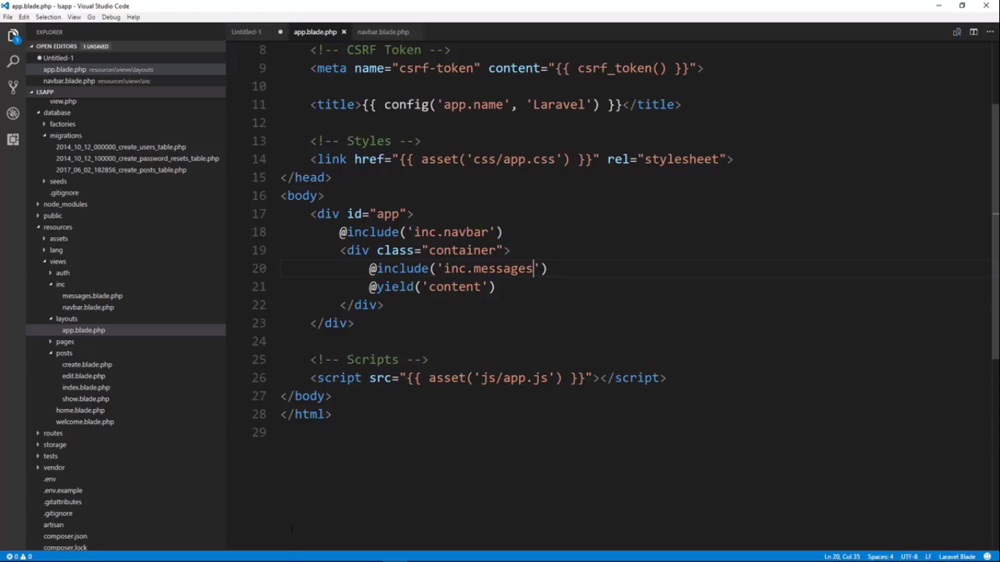 app.blade.php - lsapp - Visual Studio Code
File Edit Selection View Go Debug Help
EXPLORER
OPEN EDITORS 1 UNSAVED
Untitled-1
app.blade.php resources\views\layouts
navbar.blade.php resources\views\inc
LSAPP
view.php
database
factories
migrations
2014_10_12_000000_create_users_table.php
2014_10_12_100000_create_password_resets_table.php
2017_06_02_182856_create_posts_table.php
seeds
.gitignore
node_modules
public
resources
assets
lang
views
auth
inc
messages.blade.php
navbar.blade.php
layouts
app.blade.php
pages
posts
create.blade.php
edit.blade.php
index.blade.php
show.blade.php
home.blade.php
welcome.blade.php
routes
storage
tests
vendor
.env
.env.example
.gitattributes
.gitignore
artisan
composer.json
composer.lock
1
Untitled-1 app.blade.php navbar.blade.php
8 <!-- CSRF Token -->
9 <meta name="csrf-token" content="{{ csrf_token() }}">
10
11 <title>{{ config('app.name', 'Laravel') }}</title>
12
13 <!-- Styles -->
14 <link href="{{ asset('css/app.css') }}" rel="stylesheet">
15 </head>
16 <body>
17 <div id="app">
18 @include('inc.navbar')
19 <div class="container">
20 @include('inc.messages')
21 @yield('content')
22 </div>
23 </div>
24
25 <!-- Scripts -->
26 <script src="{{ asset('js/app.js') }}"></script>
27 </body>
28 </html>
29
0 0 Ln 20, Col 35 Spaces: 4 UTF-8 LF Laravel Blade